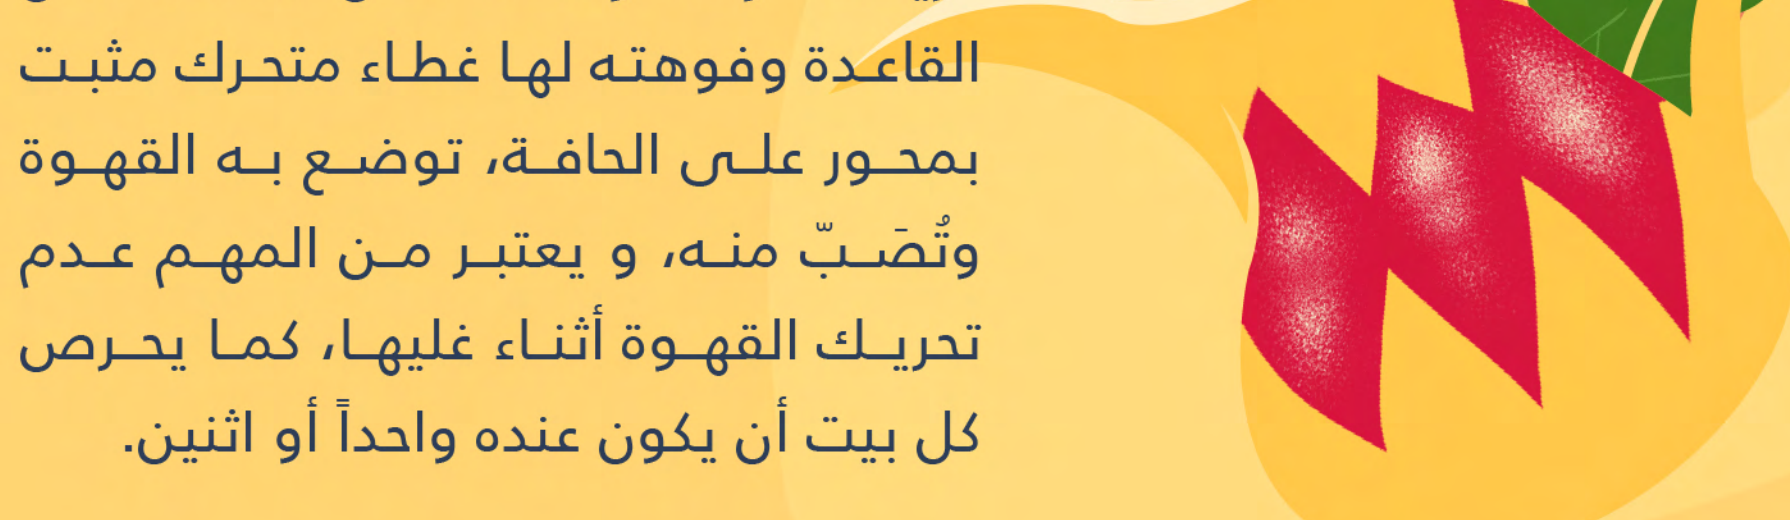 القاعدة وفوهته لها غطاء متحرك مثبت
بمحور على الحافة، توضع به القهوة
وتُصَبّ منه، و يعتبر من المهم عدم
تحريك القهوة أثناء غليها، كما يحرص
كل بيت أن يكون عنده واحداً أو اثنين.